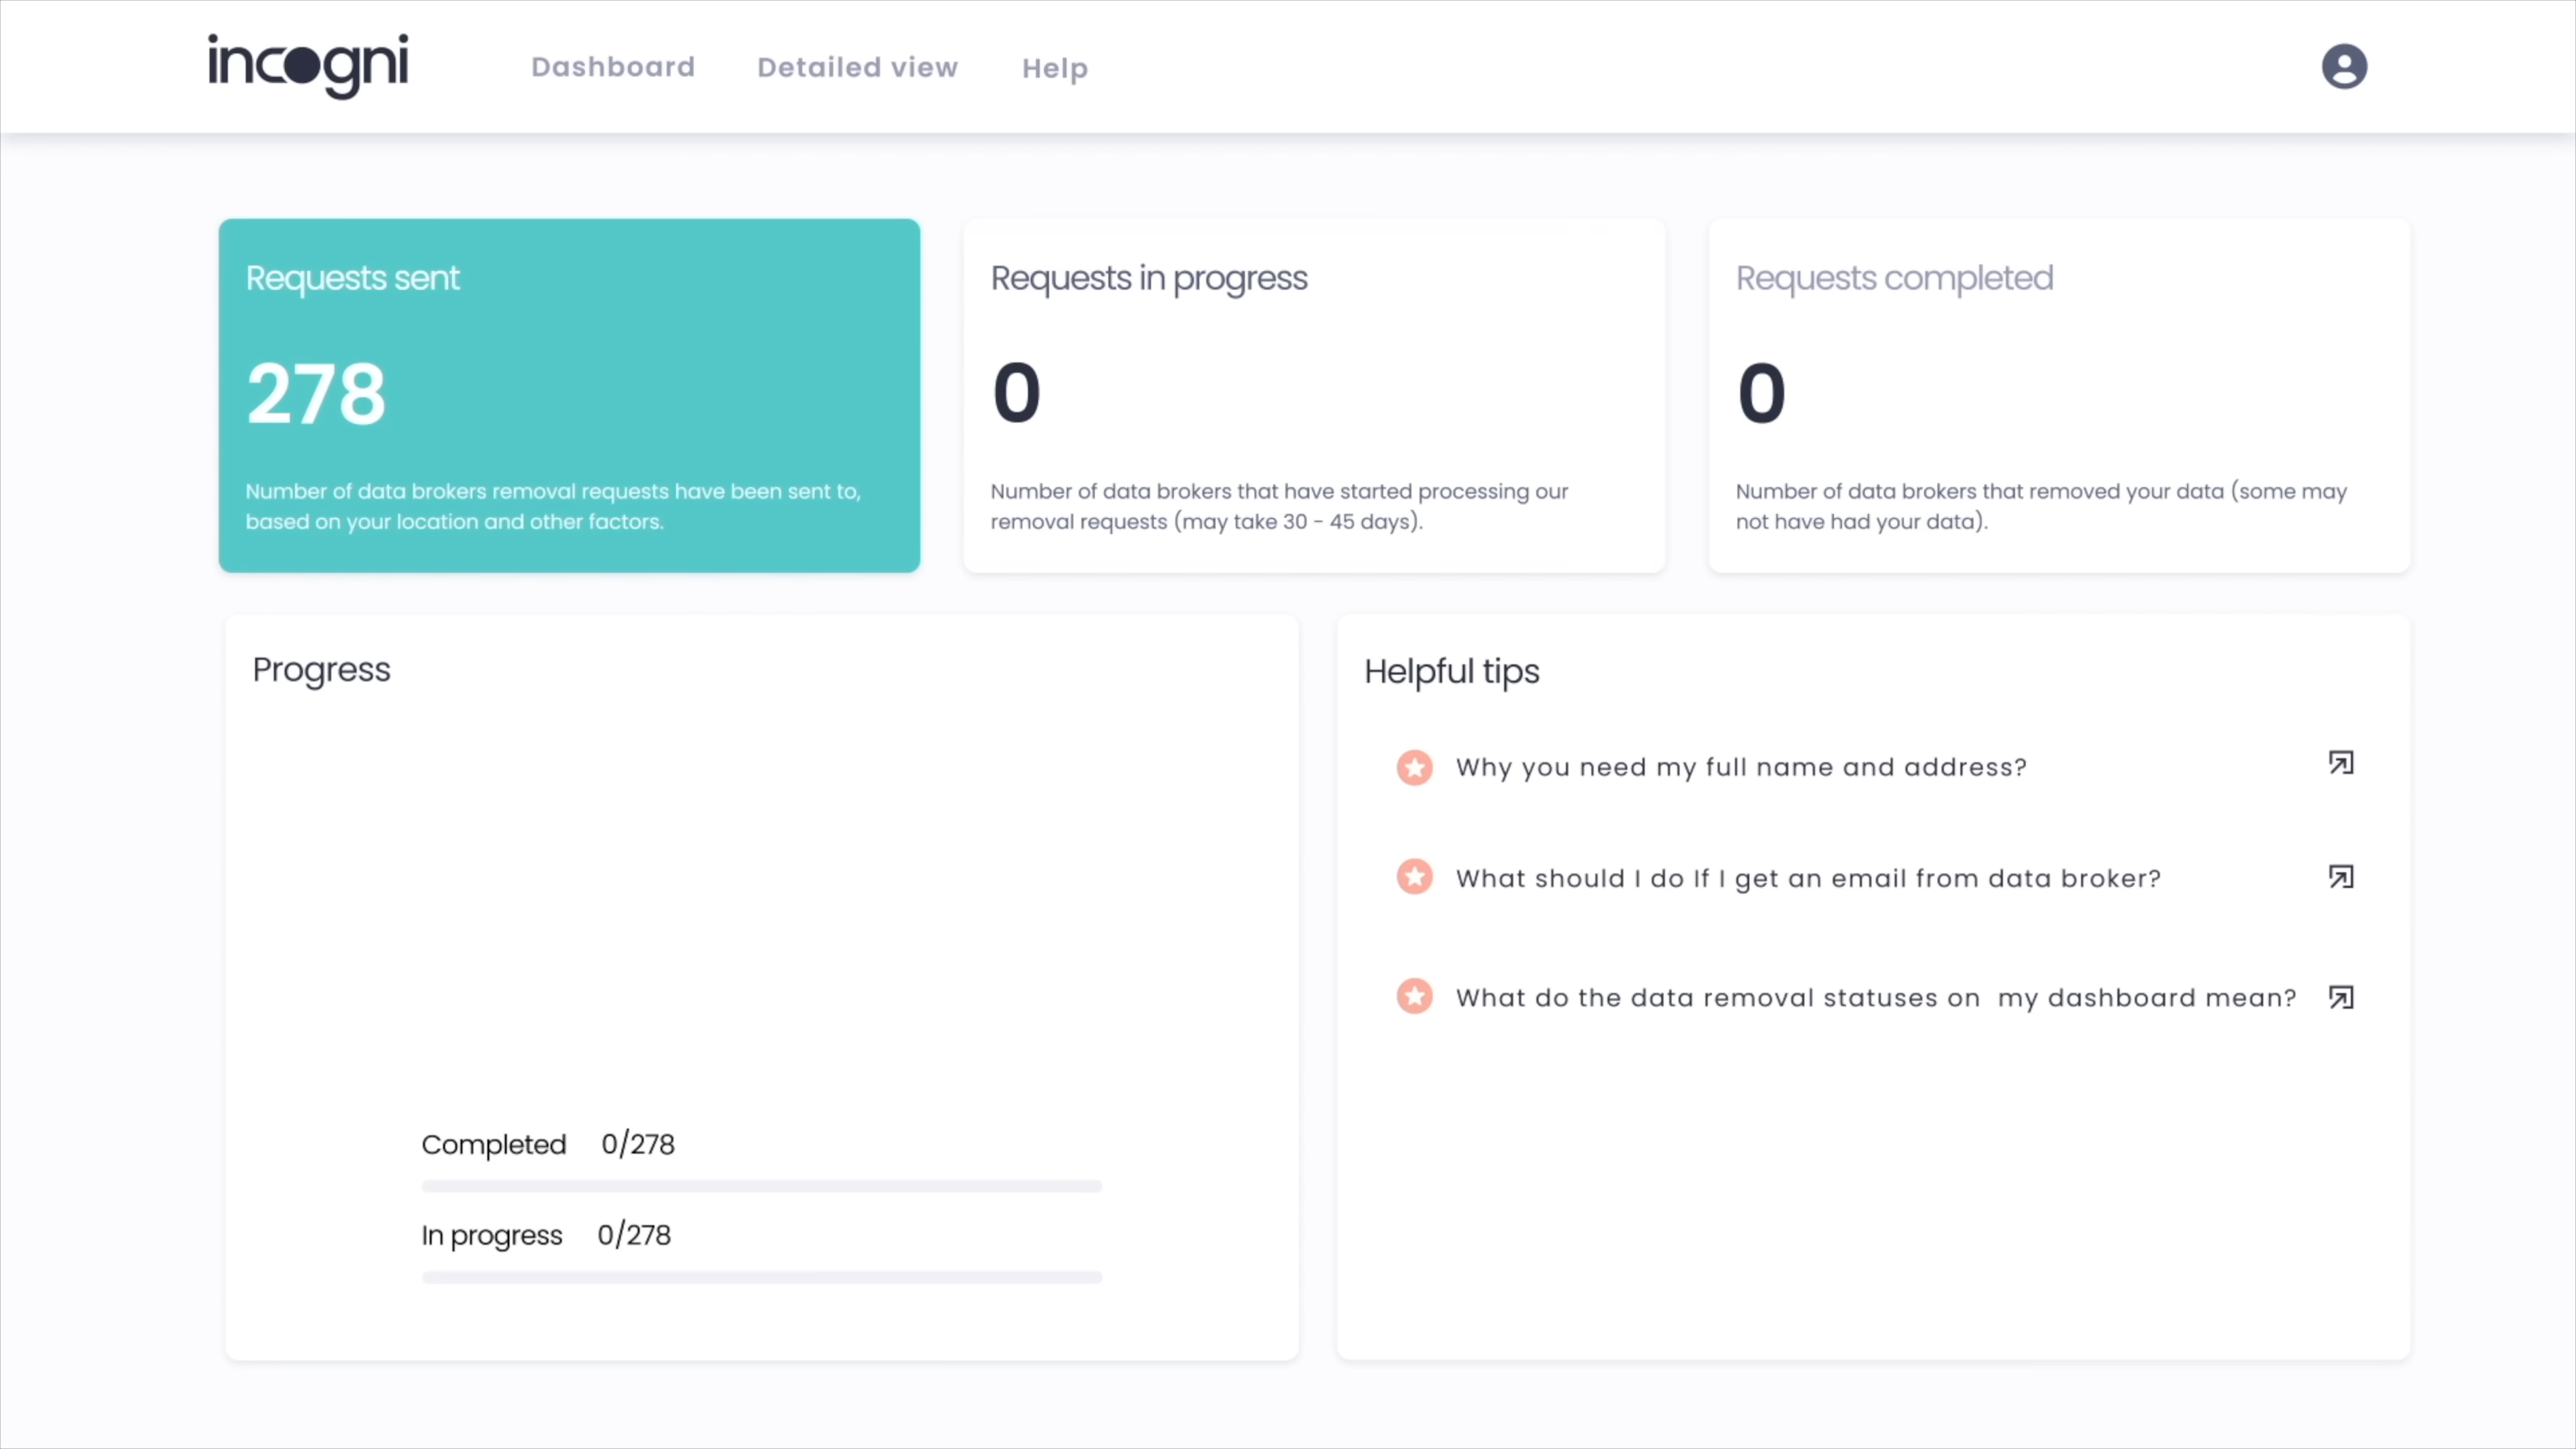 incogni
Dashboard
Detailed view
Help
Requests sent
278
Number of data brokers removal requests have been sent to,
based on your location and other factors.
Requests in progress
0
Number of data brokers that have started processing our
removal requests (may take 30 - 45 days).
Requests completed
0
Number of data brokers that removed your data (some may
not have had your data).
Progress
Completed 0/278
In progress 0/278
Helpful tips
Why you need my full name and address?
What should I do If I get an email from data broker?
What do the data removal statuses on my dashboard mean?